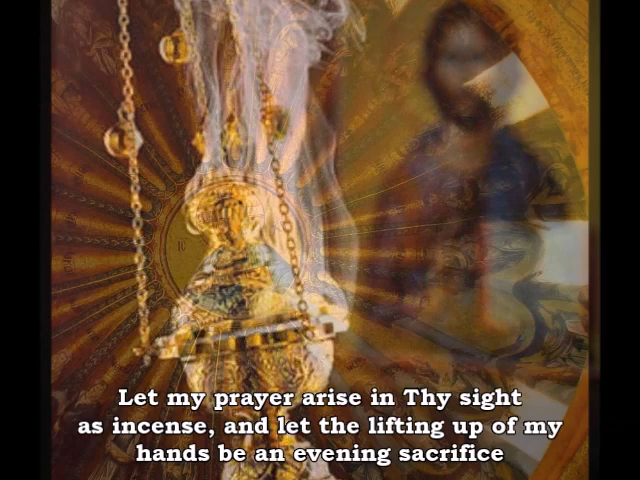 Let my prayer arise in Thy sight
as incense, and let the lifting up of my
hands be an evening sacrifice